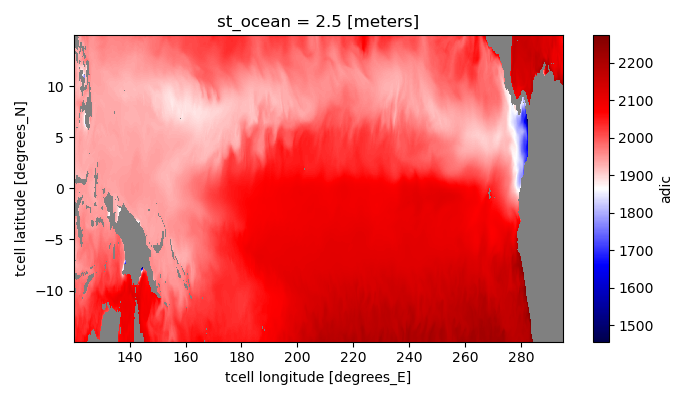 st_ocean = 2.5 [meters]
10
5
0
−5
−10
tcell latitude [degrees_N]
140 160 180 200 220 240 260 280
tcell longitude [degrees_E]
2200
2100
2000
1900
1800
1700
1600
1500
adic